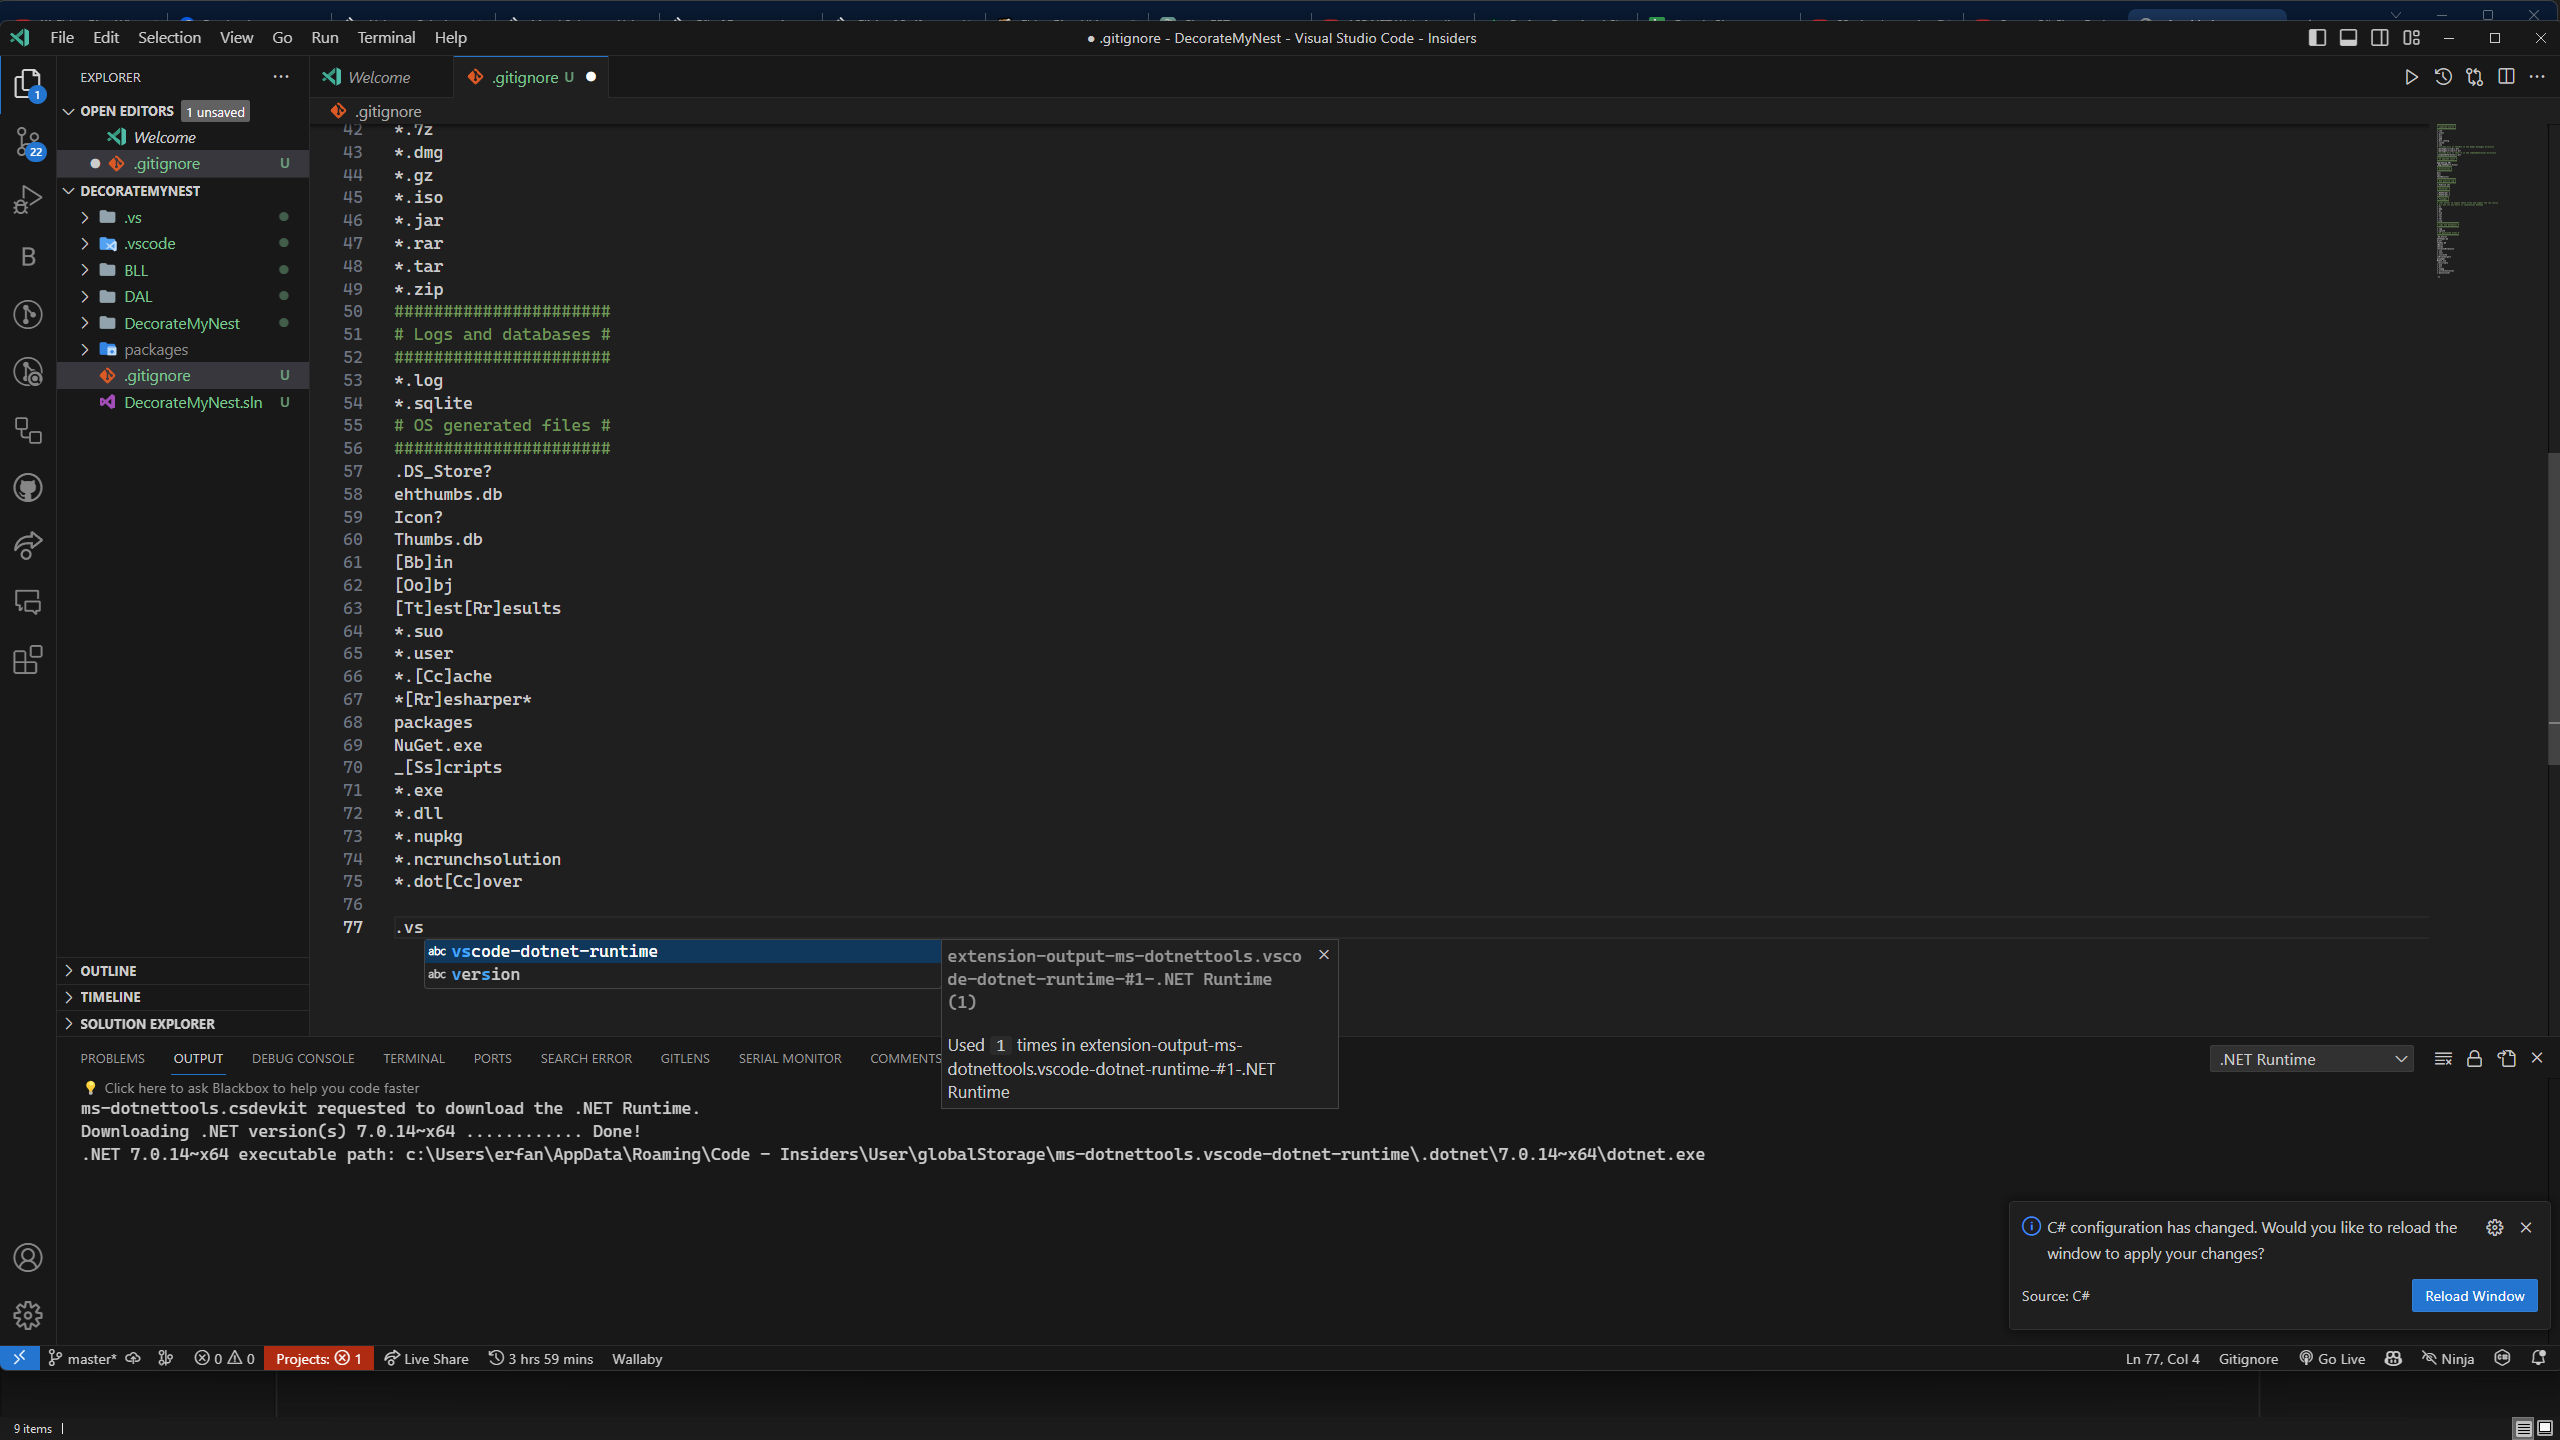 File Edit Selection View Go Run Terminal Help
● .gitignore - DecorateMyNest - Visual Studio Code - Insiders
EXPLORER
OPEN EDITORS 1 unsaved
Welcome
.gitignore U
DECORATEMYNEST
.vs
.vscode
BLL
DAL
DecorateMyNest
packages
.gitignore U
DecorateMyNest.sln U
OUTLINE
TIMELINE
SOLUTION EXPLORER
1
22
B
Welcome .gitignore U
.gitignore
42 *.7z
43 *.dmg
44 *.gz
45 *.iso
46 *.jar
47 *.rar
48 *.tar
49 *.zip
50 ######################
51 # Logs and databases #
52 ######################
53 *.log
54 *.sqlite
55 # OS generated files #
56 ######################
57 .DS_Store?
58 ehthumbs.db
59 Icon?
60 Thumbs.db
61 [Bb]in
62 [Oo]bj
63 [Tt]est[Rr]esults
64 *.suo
65 *.user
66 *.[Cc]ache
67 *[Rr]esharper*
68 packages
69 NuGet.exe
70 _[Ss]cripts
71 *.exe
72 *.dll
73 *.nupkg
74 *.ncrunchsolution
75 *.dot[Cc]over
76
77 .vs
abc vscode-dotnet-runtime
abc version
extension-output-ms-dotnettools.vsco
de-dotnet-runtime-#1-.NET Runtime
(1)
Used 1 times in extension-output-ms-
dotnettools.vscode-dotnet-runtime-#1-.NET
Runtime
PROBLEMS OUTPUT DEBUG CONSOLE TERMINAL PORTS SEARCH ERROR GITLENS SERIAL MONITOR COMMENTS
.NET Runtime
Click here to ask Blackbox to help you code faster
ms-dotnettools.csdevkit requested to download the .NET Runtime.
Downloading .NET version(s) 7.0.14~x64 ............ Done!
.NET 7.0.14~x64 executable path: c:\Users\erfan\AppData\Roaming\Code - Insiders\User\globalStorage\ms-dotnettools.vscode-dotnet-runtime\.dotnet\7.0.14~x64\dotnet.exe
C# configuration has changed. Would you like to reload the
window to apply your changes?
Source: C#
Reload Window
master* 0 0 Projects: 1 Live Share 3 hrs 59 mins Wallaby
Ln 77, Col 4 Gitignore Go Live Ninja
9 items